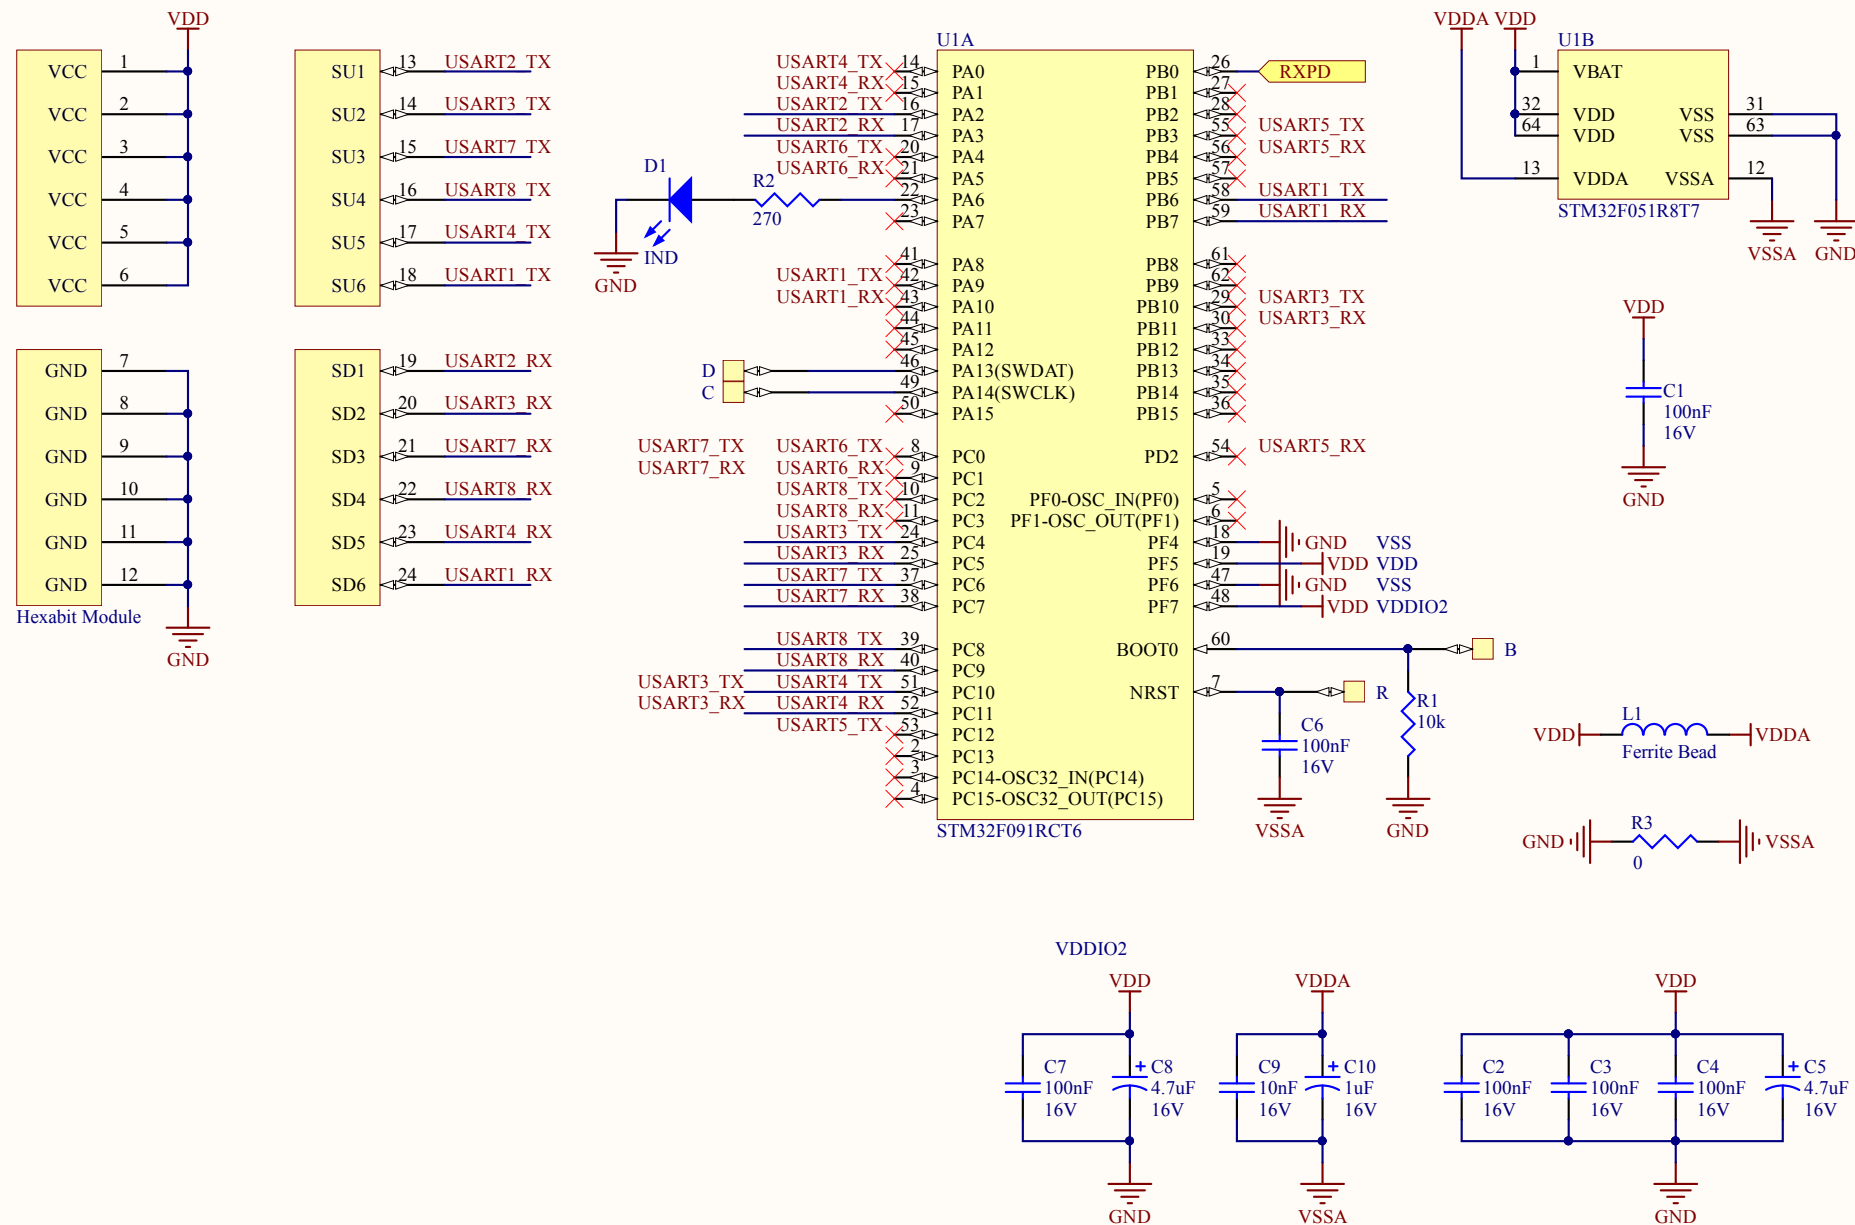 VDD
VCC 1
VCC 2
VCC 3
VCC 4
VCC 5
VCC 6
GND 7
GND 8
GND 9
GND 10
GND 11
GND 12
Hexabit Module
GND
SU1 13 USART2_TX
SU2 14 USART3_TX
SU3 15 USART7_TX
SU4 16 USART8_TX
SU5 17 USART4_TX
SU6 18 USART1_TX
SD1 19 USART2_RX
SD2 20 USART3_RX
SD3 21 USART7_RX
SD4 22 USART8_RX
SD5 23 USART4_RX
SD6 24 USART1_RX
D1
IND
GND
R2
270
D
C
U1A
USART4_TX 14 PA0
USART4_RX 15 PA1
USART2_TX 16 PA2
USART2_RX 17 PA3
USART6_TX 20 PA4
USART6_RX 21 PA5
22 PA6
23 PA7
41 PA8
USART1_TX 42 PA9
USART1_RX 43 PA10
44 PA11
45 PA12
46 PA13(SWDAT)
49 PA14(SWCLK)
50 PA15
USART7_TX USART6_TX 8 PC0
USART7_RX USART6_RX 9 PC1
USART8_TX 10 PC2
USART8_RX 11 PC3
USART3_TX 24 PC4
USART3_RX 25 PC5
USART7_TX 37 PC6
USART7_RX 38 PC7
USART8_TX 39 PC8
USART8_RX 40 PC9
USART3_TX USART4_TX 51 PC10
USART3_RX USART4_RX 52 PC11
USART5_TX 53 PC12
2 PC13
3 PC14-OSC32_IN(PC14)
4 PC15-OSC32_OUT(PC15)
STM32F091RCT6
PB0 26 RXPD
PB1 27
PB2 28
PB3 55 USART5_TX
PB4 56 USART5_RX
PB5 57
PB6 58 USART1_TX
PB7 59 USART1_RX
PB8 61
PB9 62
PB10 29 USART3_TX
PB11 30 USART3_RX
PB12 33
PB13 34
PB14 35
PB15 36
PD2 54 USART5_RX
PF0-OSC_IN(PF0) 5
PF1-OSC_OUT(PF1) 6
PF4 18 GND VSS
PF5 19 VDD VDD
PF6 47 GND VSS
PF7 48 VDD VDDIO2
BOOT0 60 B
NRST 7 R
C6
100nF
16V
VSSA
R1
10k
GND
VDDA VDD
U1B
1 VBAT
32 VDD VSS 31
64 VDD VSS 63
13 VDDA VSSA 12
STM32F051R8T7
VSSA GND
VDD
C1
100nF
16V
GND
L1
VDD VDDA
Ferrite Bead
R3
GND VSSA
0
VDDIO2
VDD
C7
100nF
16V
C8
4.7uF
16V
GND
VDDA
C9
10nF
16V
C10
1uF
16V
VSSA
VDD
C2
100nF
16V
C3
100nF
16V
C4
100nF
16V
C5
4.7uF
16V
GND